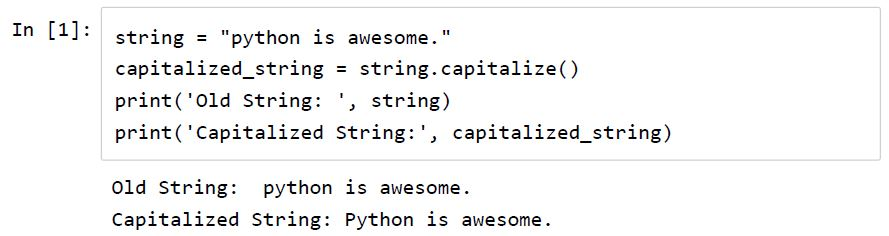 In [1]:
string = "python is awesome."
capitalized_string = string.capitalize()
print('Old String: ', string)
print('Capitalized String:', capitalized_string)
Old String:  python is awesome.
Capitalized String: Python is awesome.